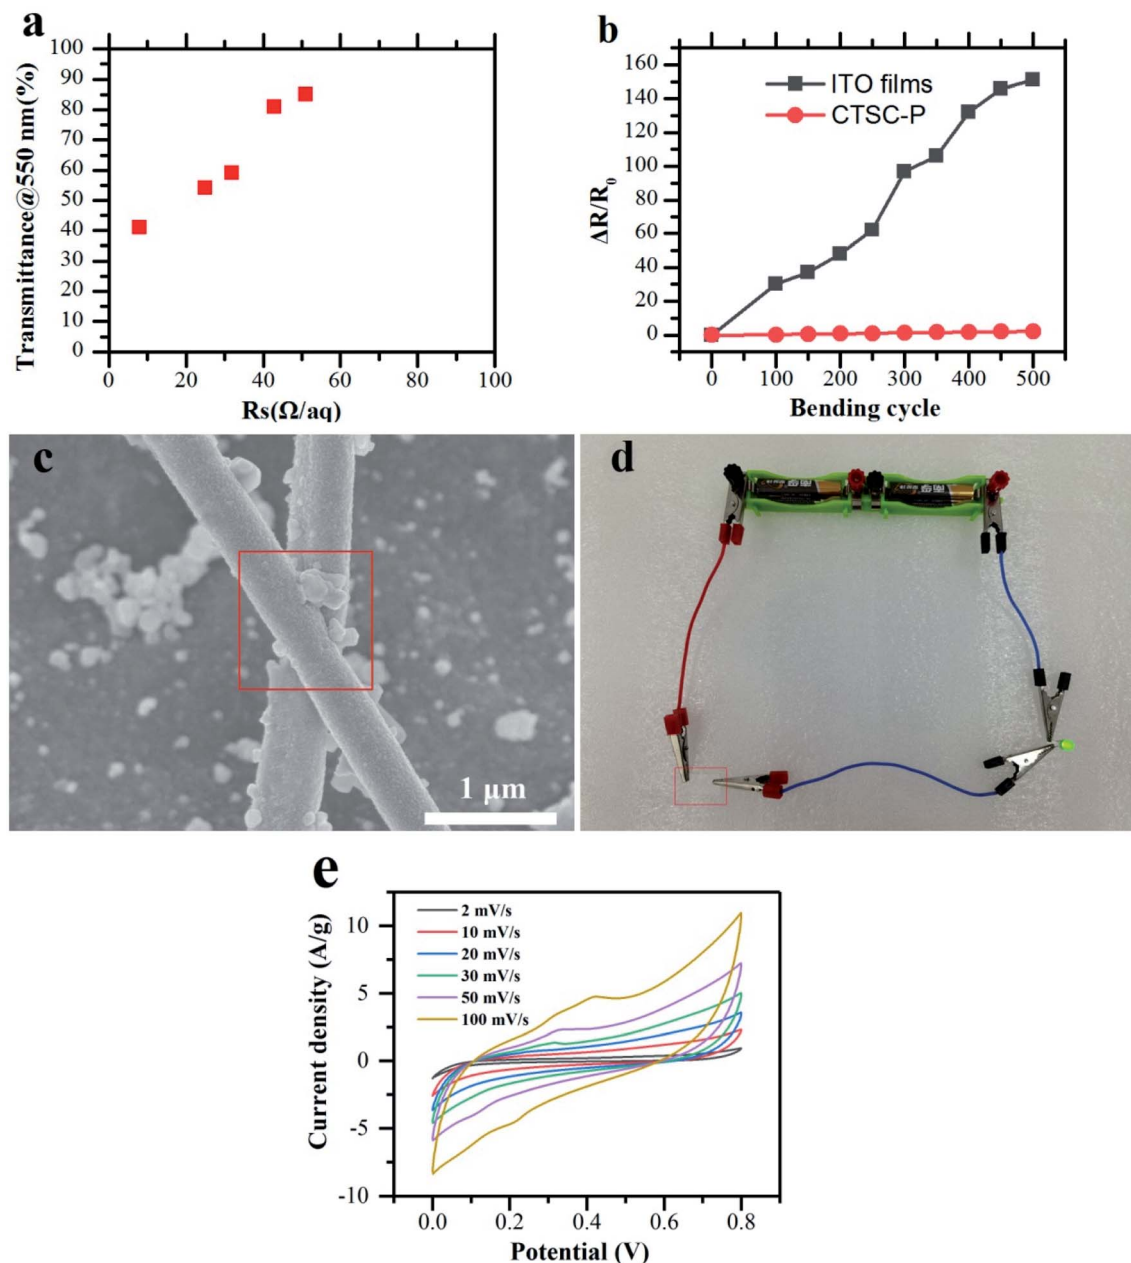 a
Transmittance@550 nm(%)
100
90
80
70
60
50
40
30
20
10
0
0 20 40 60 80 100
Rs(Ω/aq)
b
ΔR/R0
160
140
120
100
80
60
40
20
0
ITO films
CTSC-P
0 100 200 300 400 500
Bending cycle
c
1 μm
d
e
Current density (A/g)
10
5
0
-5
-10
2 mV/s
10 mV/s
20 mV/s
30 mV/s
50 mV/s
100 mV/s
0.0 0.2 0.4 0.6 0.8
Potential (V)